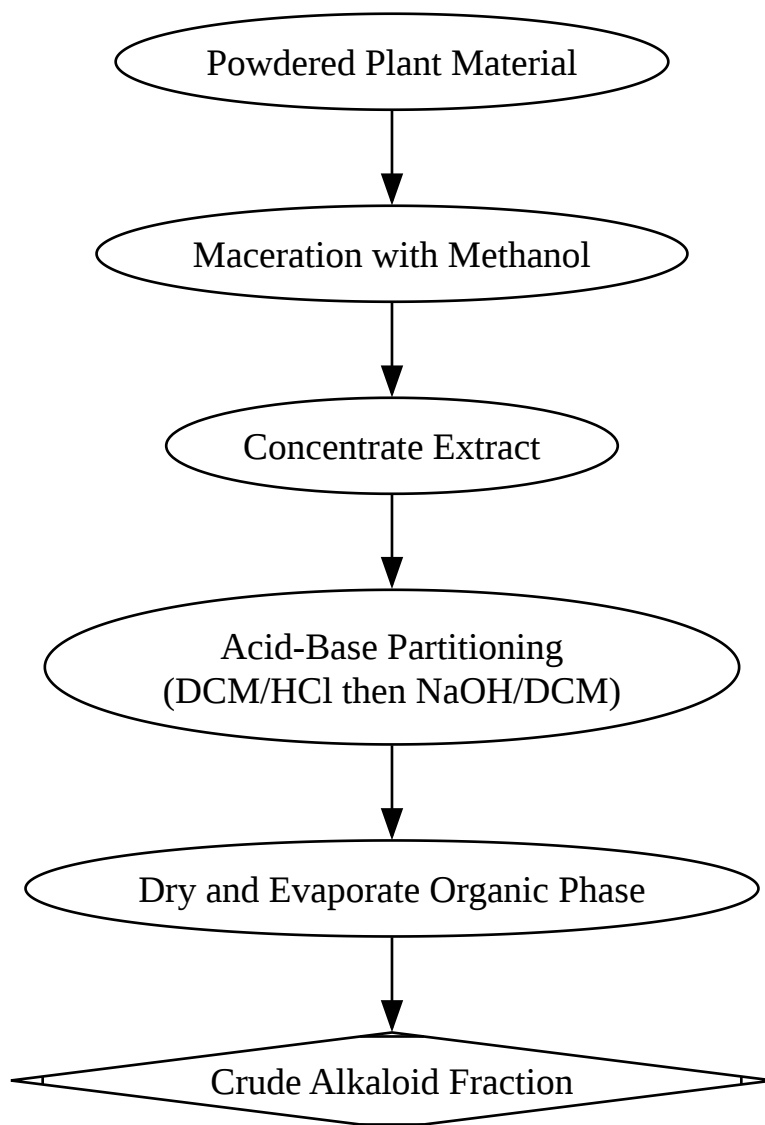 Powdered Plant Material
Maceration with Methanol
Concentrate Extract
Acid-Base Partitioning
(DCM/HCl then NaOH/DCM)
Dry and Evaporate Organic Phase
Crude Alkaloid Fraction